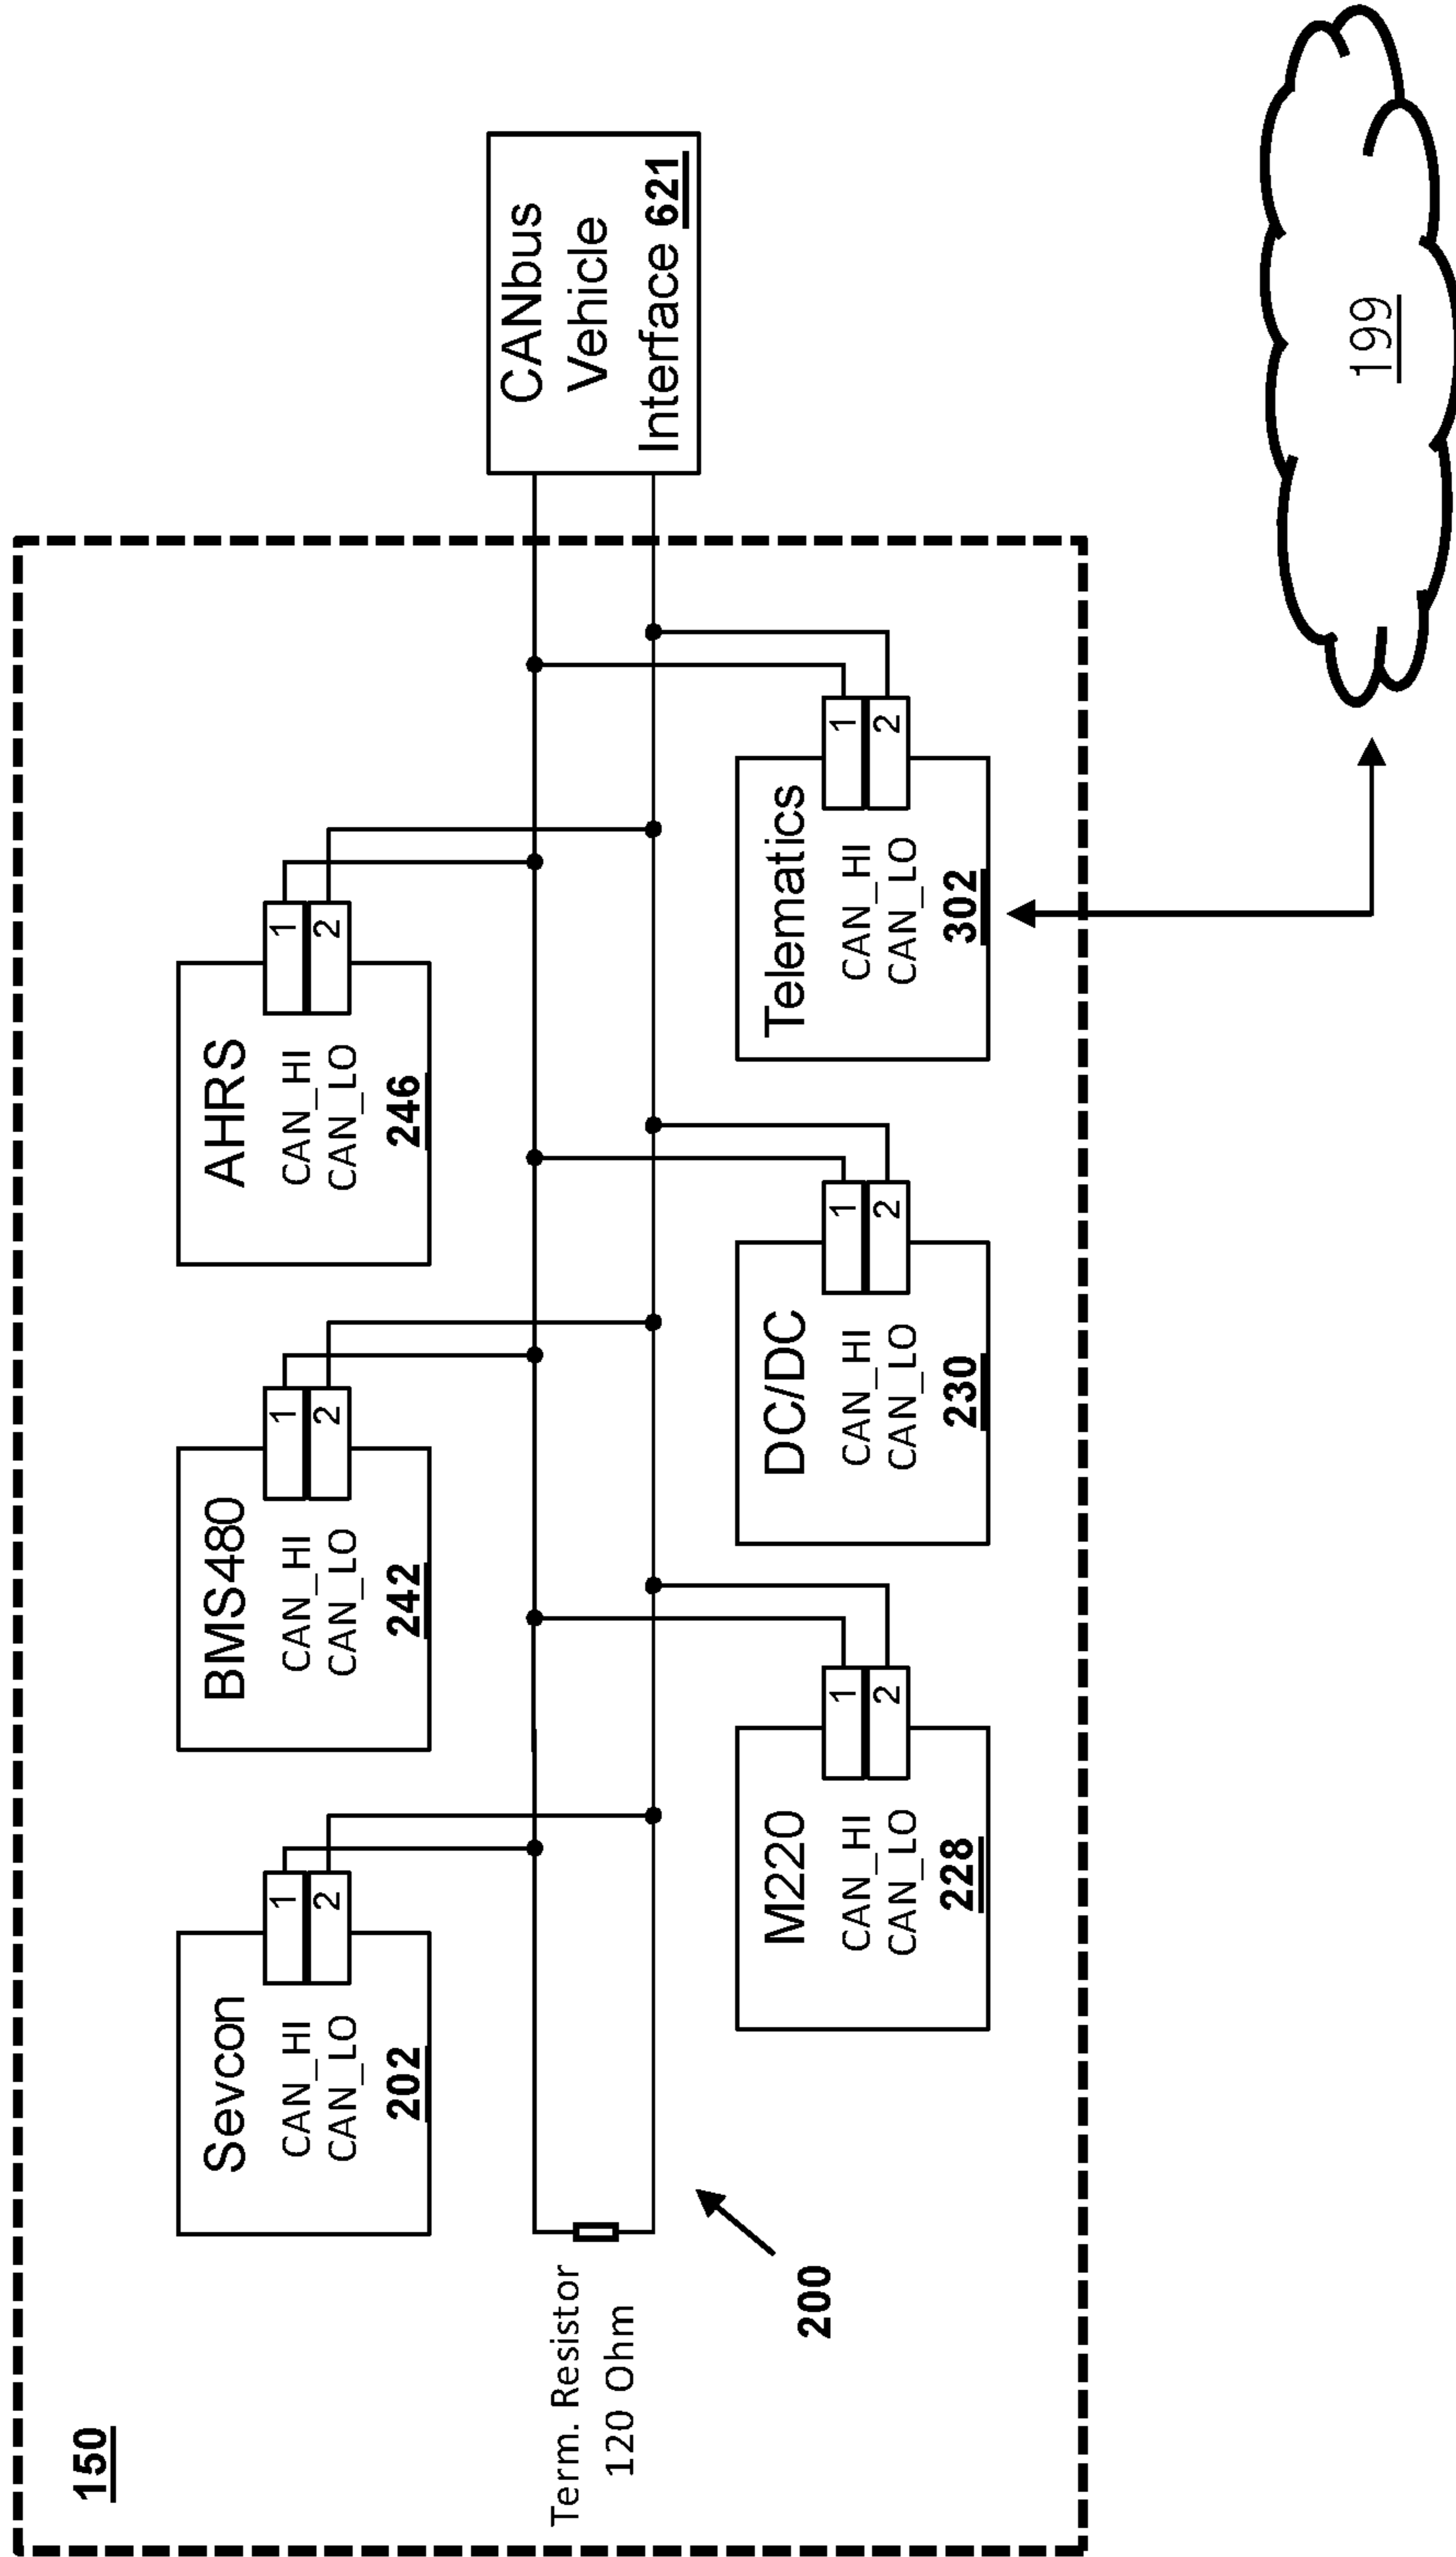 150
Sevcon
1
CAN_HI
2
CAN_LO
202
BMS480
1
CAN_HI
2
CAN_LO
242
AHRS
1
CAN_HI
2
CAN_LO
246
Term. Resistor
120 Ohm
CANbus
Vehicle
Interface 621
200
M220
1
CAN_HI
2
CAN_LO
228
DC/DC
1
CAN_HI
2
CAN_LO
230
Telematics
1
CAN_HI
2
CAN_LO
302
199